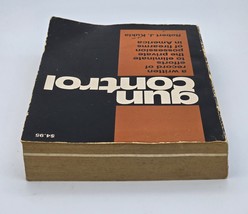 gun
control
a written
record of
efforts
to eliminate
the private
possession
of firearms
in America
Robert J. Kukla
$4.95